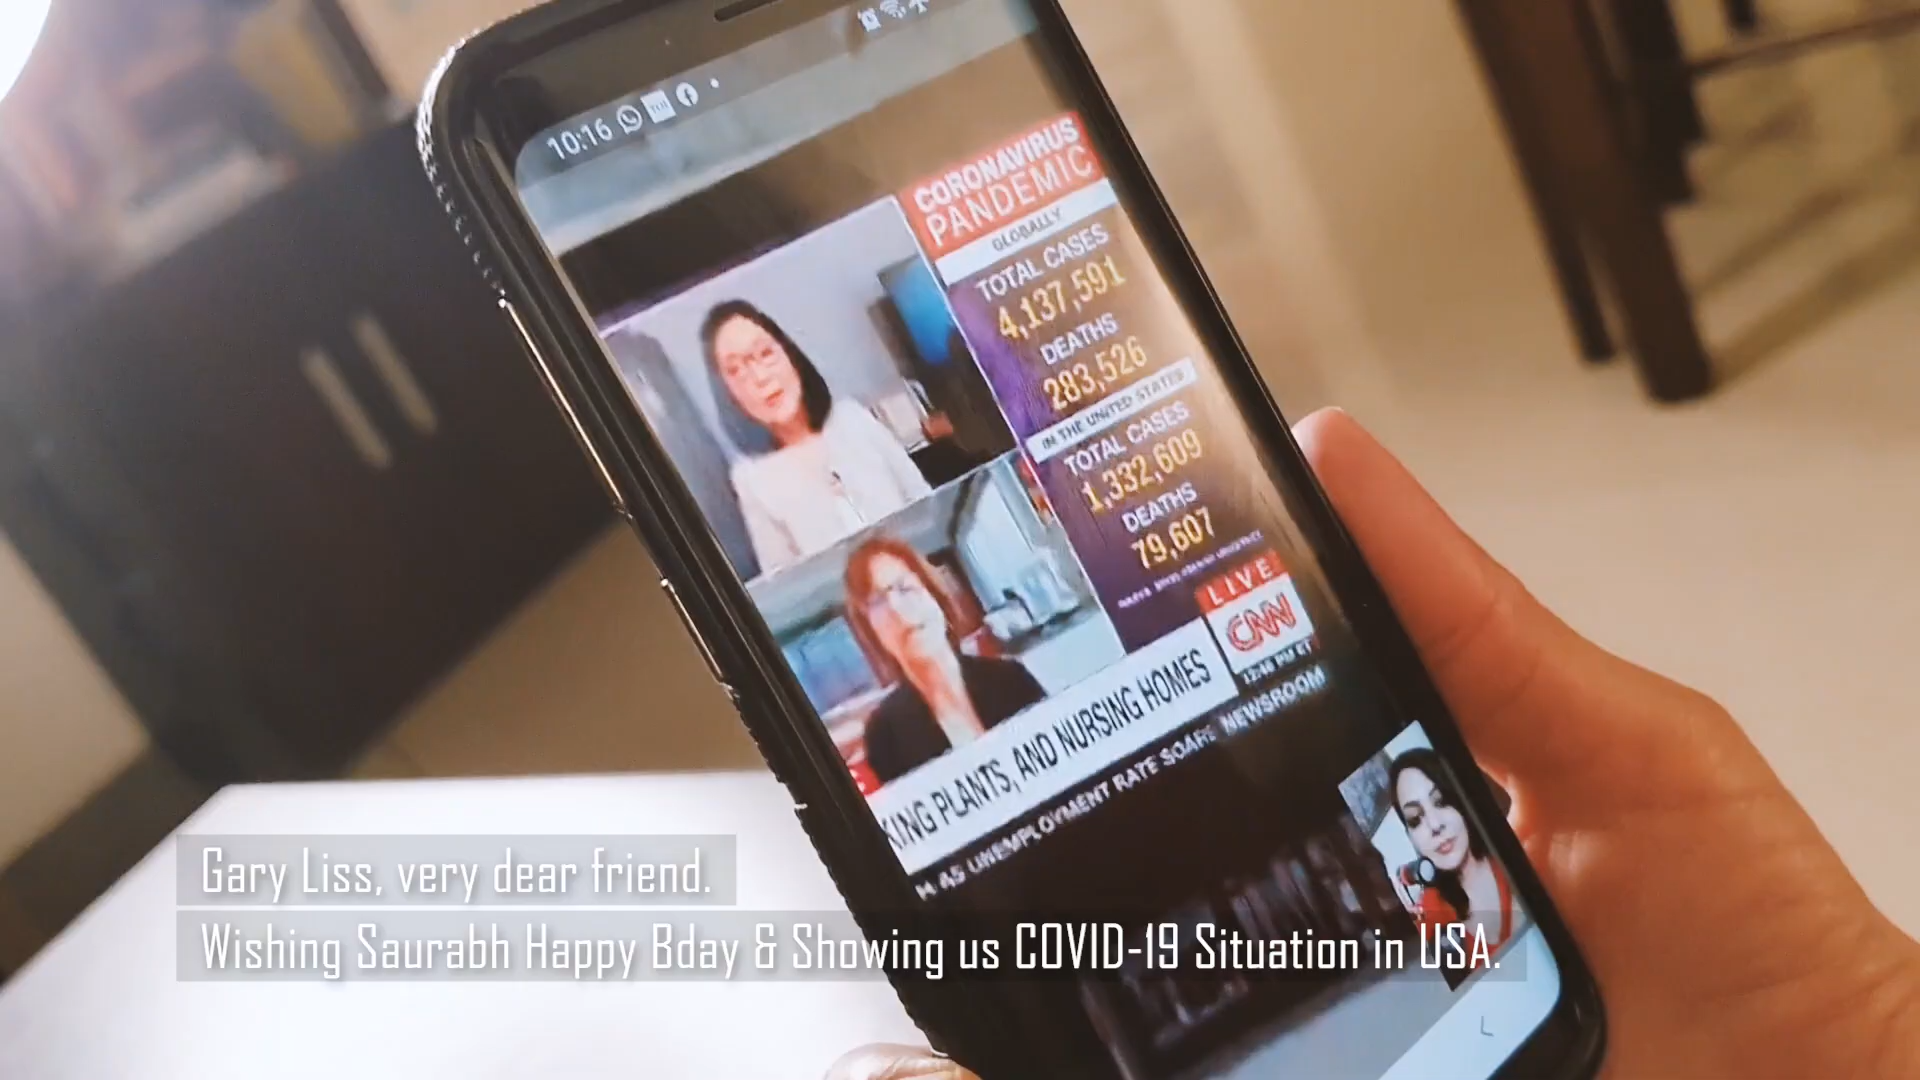 10:16
CORONAVIRUS
PANDEMIC
GLOBALLY
TOTAL CASES
4,137,591
DEATHS
283,526
IN THE UNITED STATES
TOTAL CASES
1,332,609
DEATHS
79,607
LIVE
CNN
PM ET
KING PLANTS, AND NURSING HOMES
UNEMPLOYMENT RATE SOARS NEWSROOM
Gary Liss, very dear friend.
Wishing Saurabh Happy Bday & Showing us COVID-19 Situation in USA.